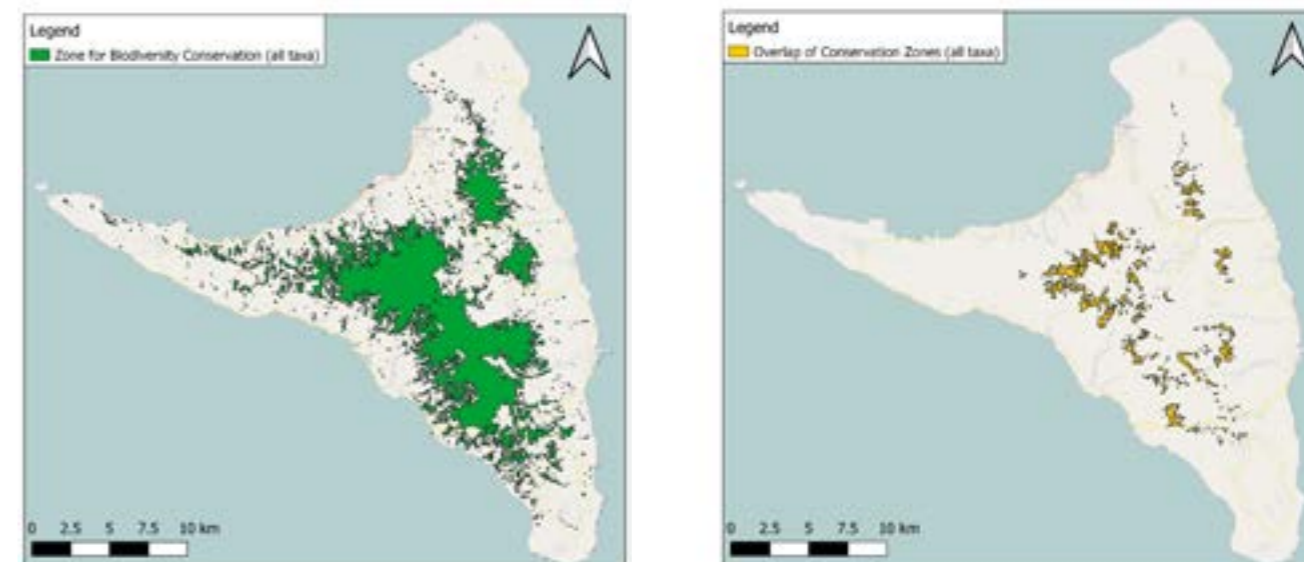 Legend
Zone for Biodiversity Conservation (all taxa)
0 2.5 5 7.5 10 km
Legend
Overlap of Conservation Zones (all taxa)
0 2.5 5 7.5 10 km